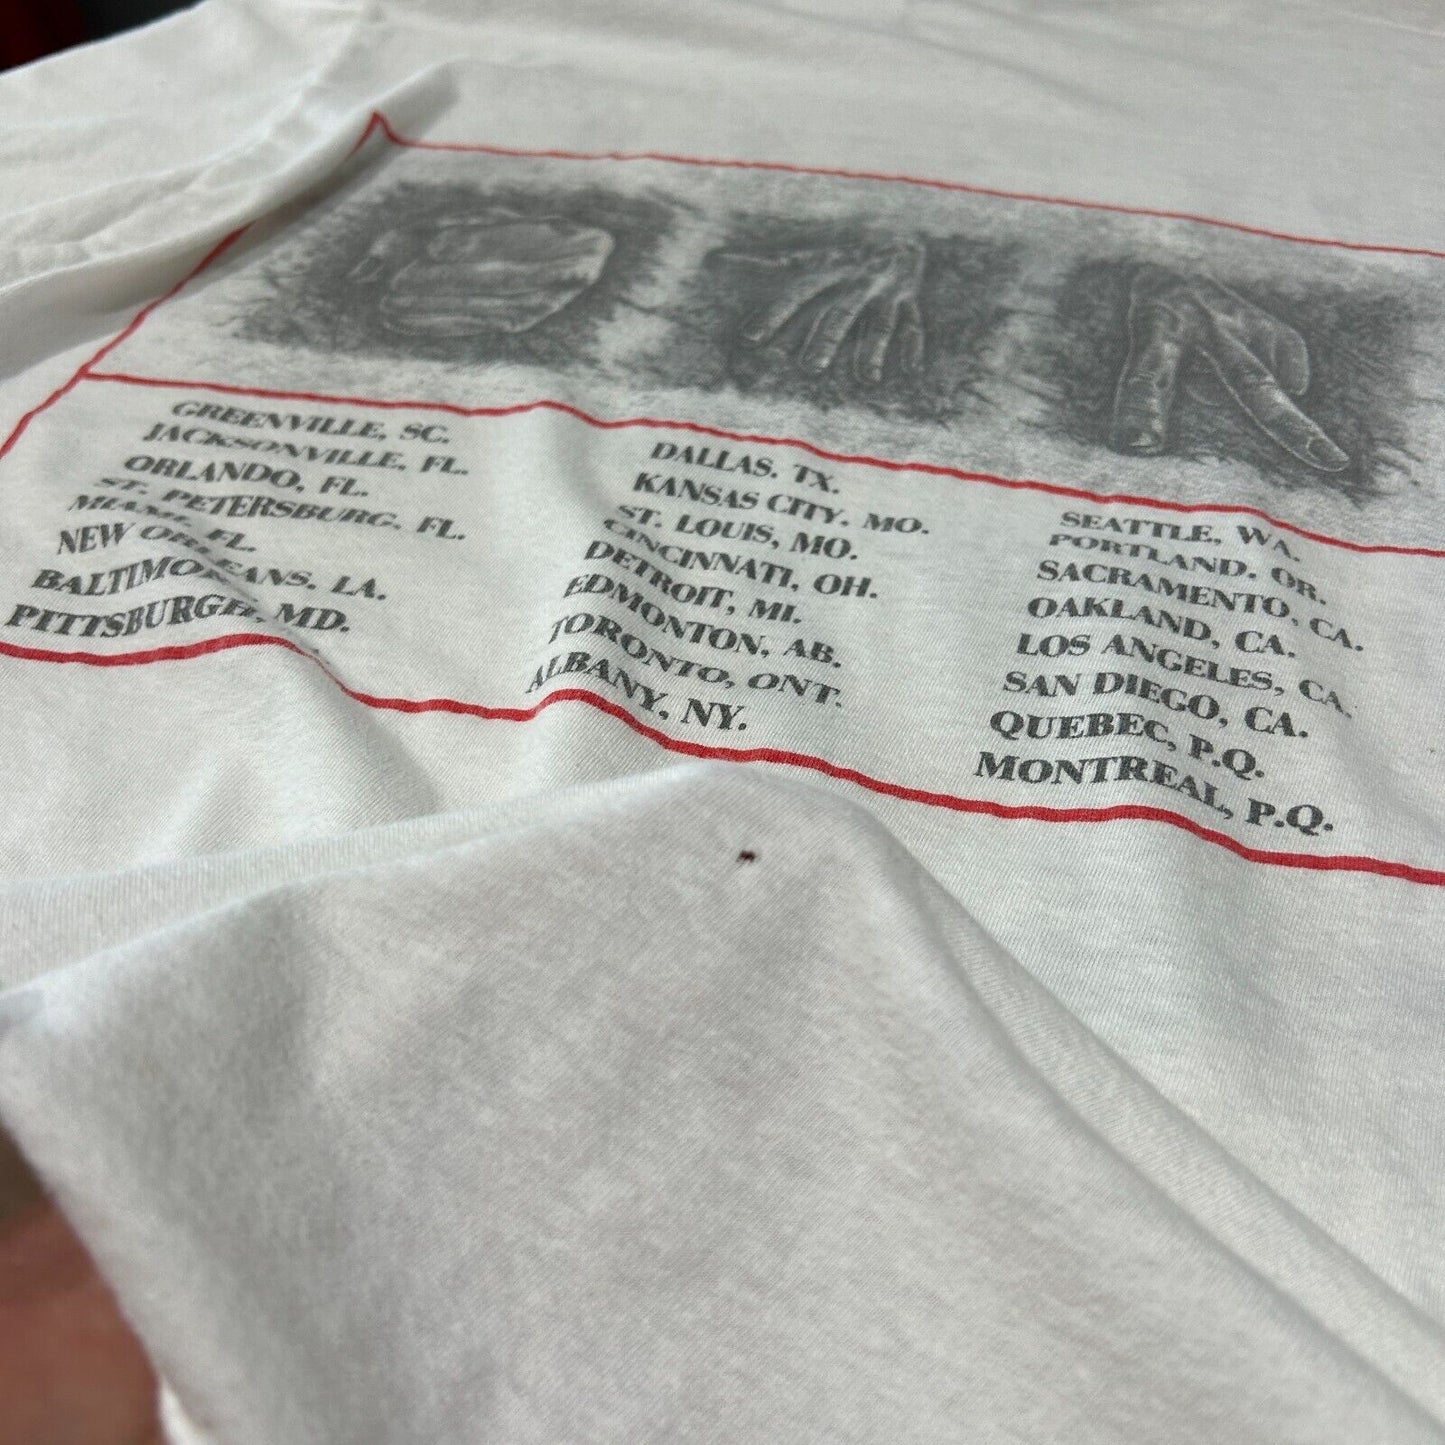 GREENVILLE, SC.
JACKSONVILLE, FL.
ORLANDO, FL.
ST. PETERSBURG, FL.
MIAMI, FL.
NEW ORLEANS, LA.
BALTIMORE,
PITTSBURGH, MD.
DALLAS, TX.
KANSAS CITY, MO.
ST. LOUIS, MO.
CINCINNATI, OH.
DETROIT, MI.
EDMONTON, AB.
TORONTO, ONT.
ALBANY, NY.
SEATTLE, WA.
PORTLAND, OR.
SACRAMENTO, CA.
OAKLAND, CA.
LOS ANGELES, CA.
SAN DIEGO, CA.
QUEBEC, P.Q.
MONTREAL, P.Q.